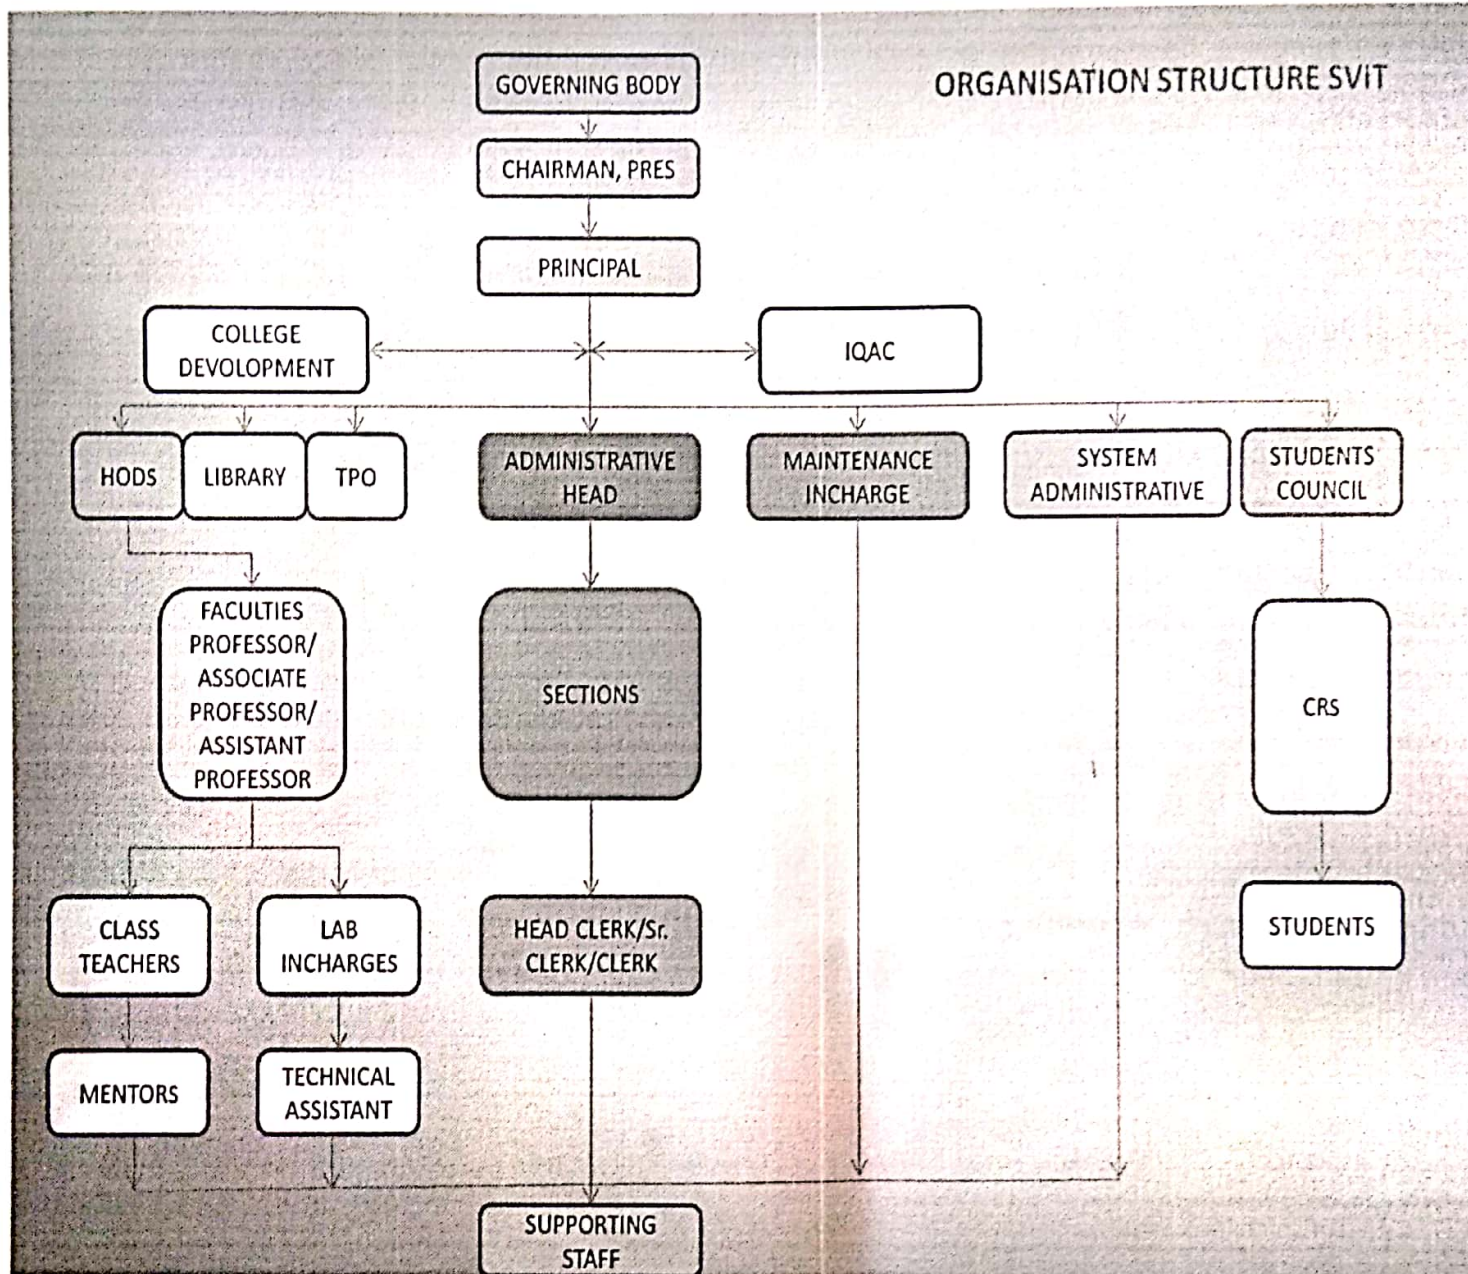 ORGANISATION STRUCTURE SViT
GOVERNING BODY
CHAIRMAN, PRES
PRINCIPAL
COLLEGE
DEVOLOPMENT
IQAC
HODS
LIBRARY
TPO
ADMINISTRATIVE
HEAD
MAINTENANCE
INCHARGE
SYSTEM
ADMINISTRATIVE
STUDENTS
COUNCIL
FACULTIES
PROFESSOR/
ASSOCIATE
PROFESSOR/
ASSISTANT
PROFESSOR
SECTIONS
CRS
CLASS
TEACHERS
LAB
INCHARGES
HEAD CLERK/Sr.
CLERK/CLERK
STUDENTS
MENTORS
TECHNICAL
ASSISTANT
SUPPORTING
STAFF